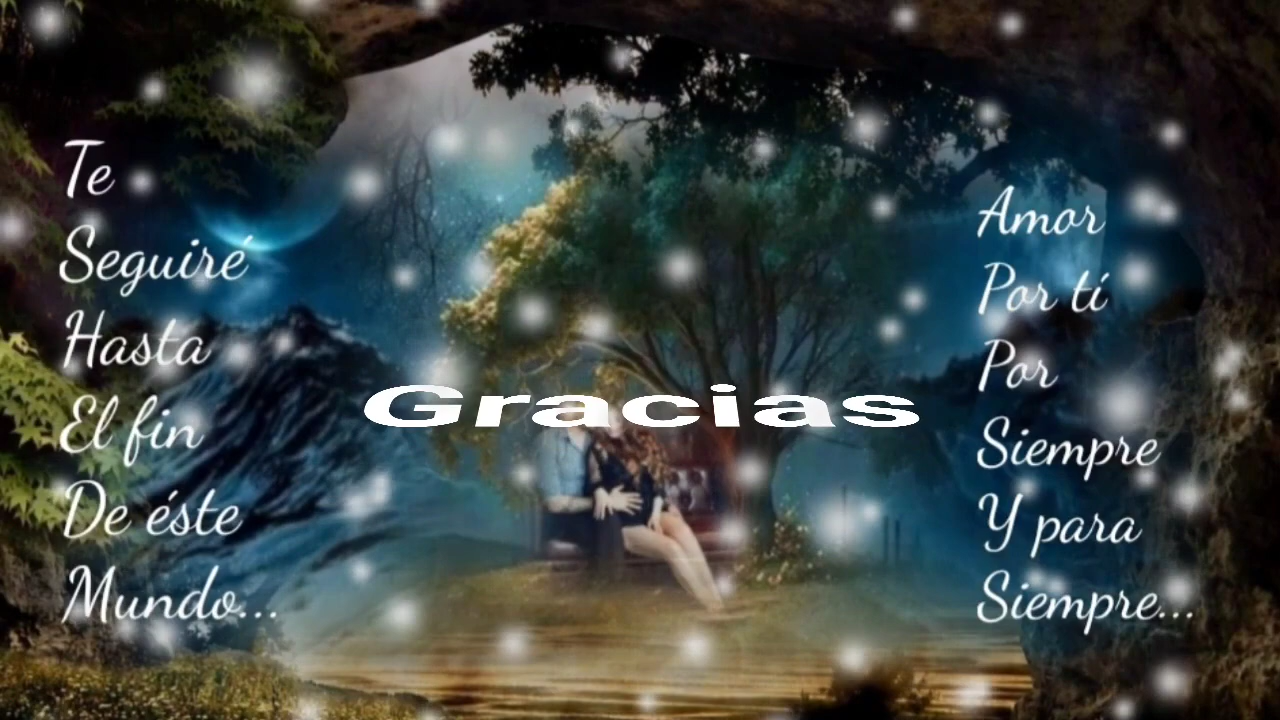 Te
Seguiré
Hasta
El fin
De éste
Mundo...
Gracias
Amor
Por tí
Por
Siempre
Y para
Siempre...